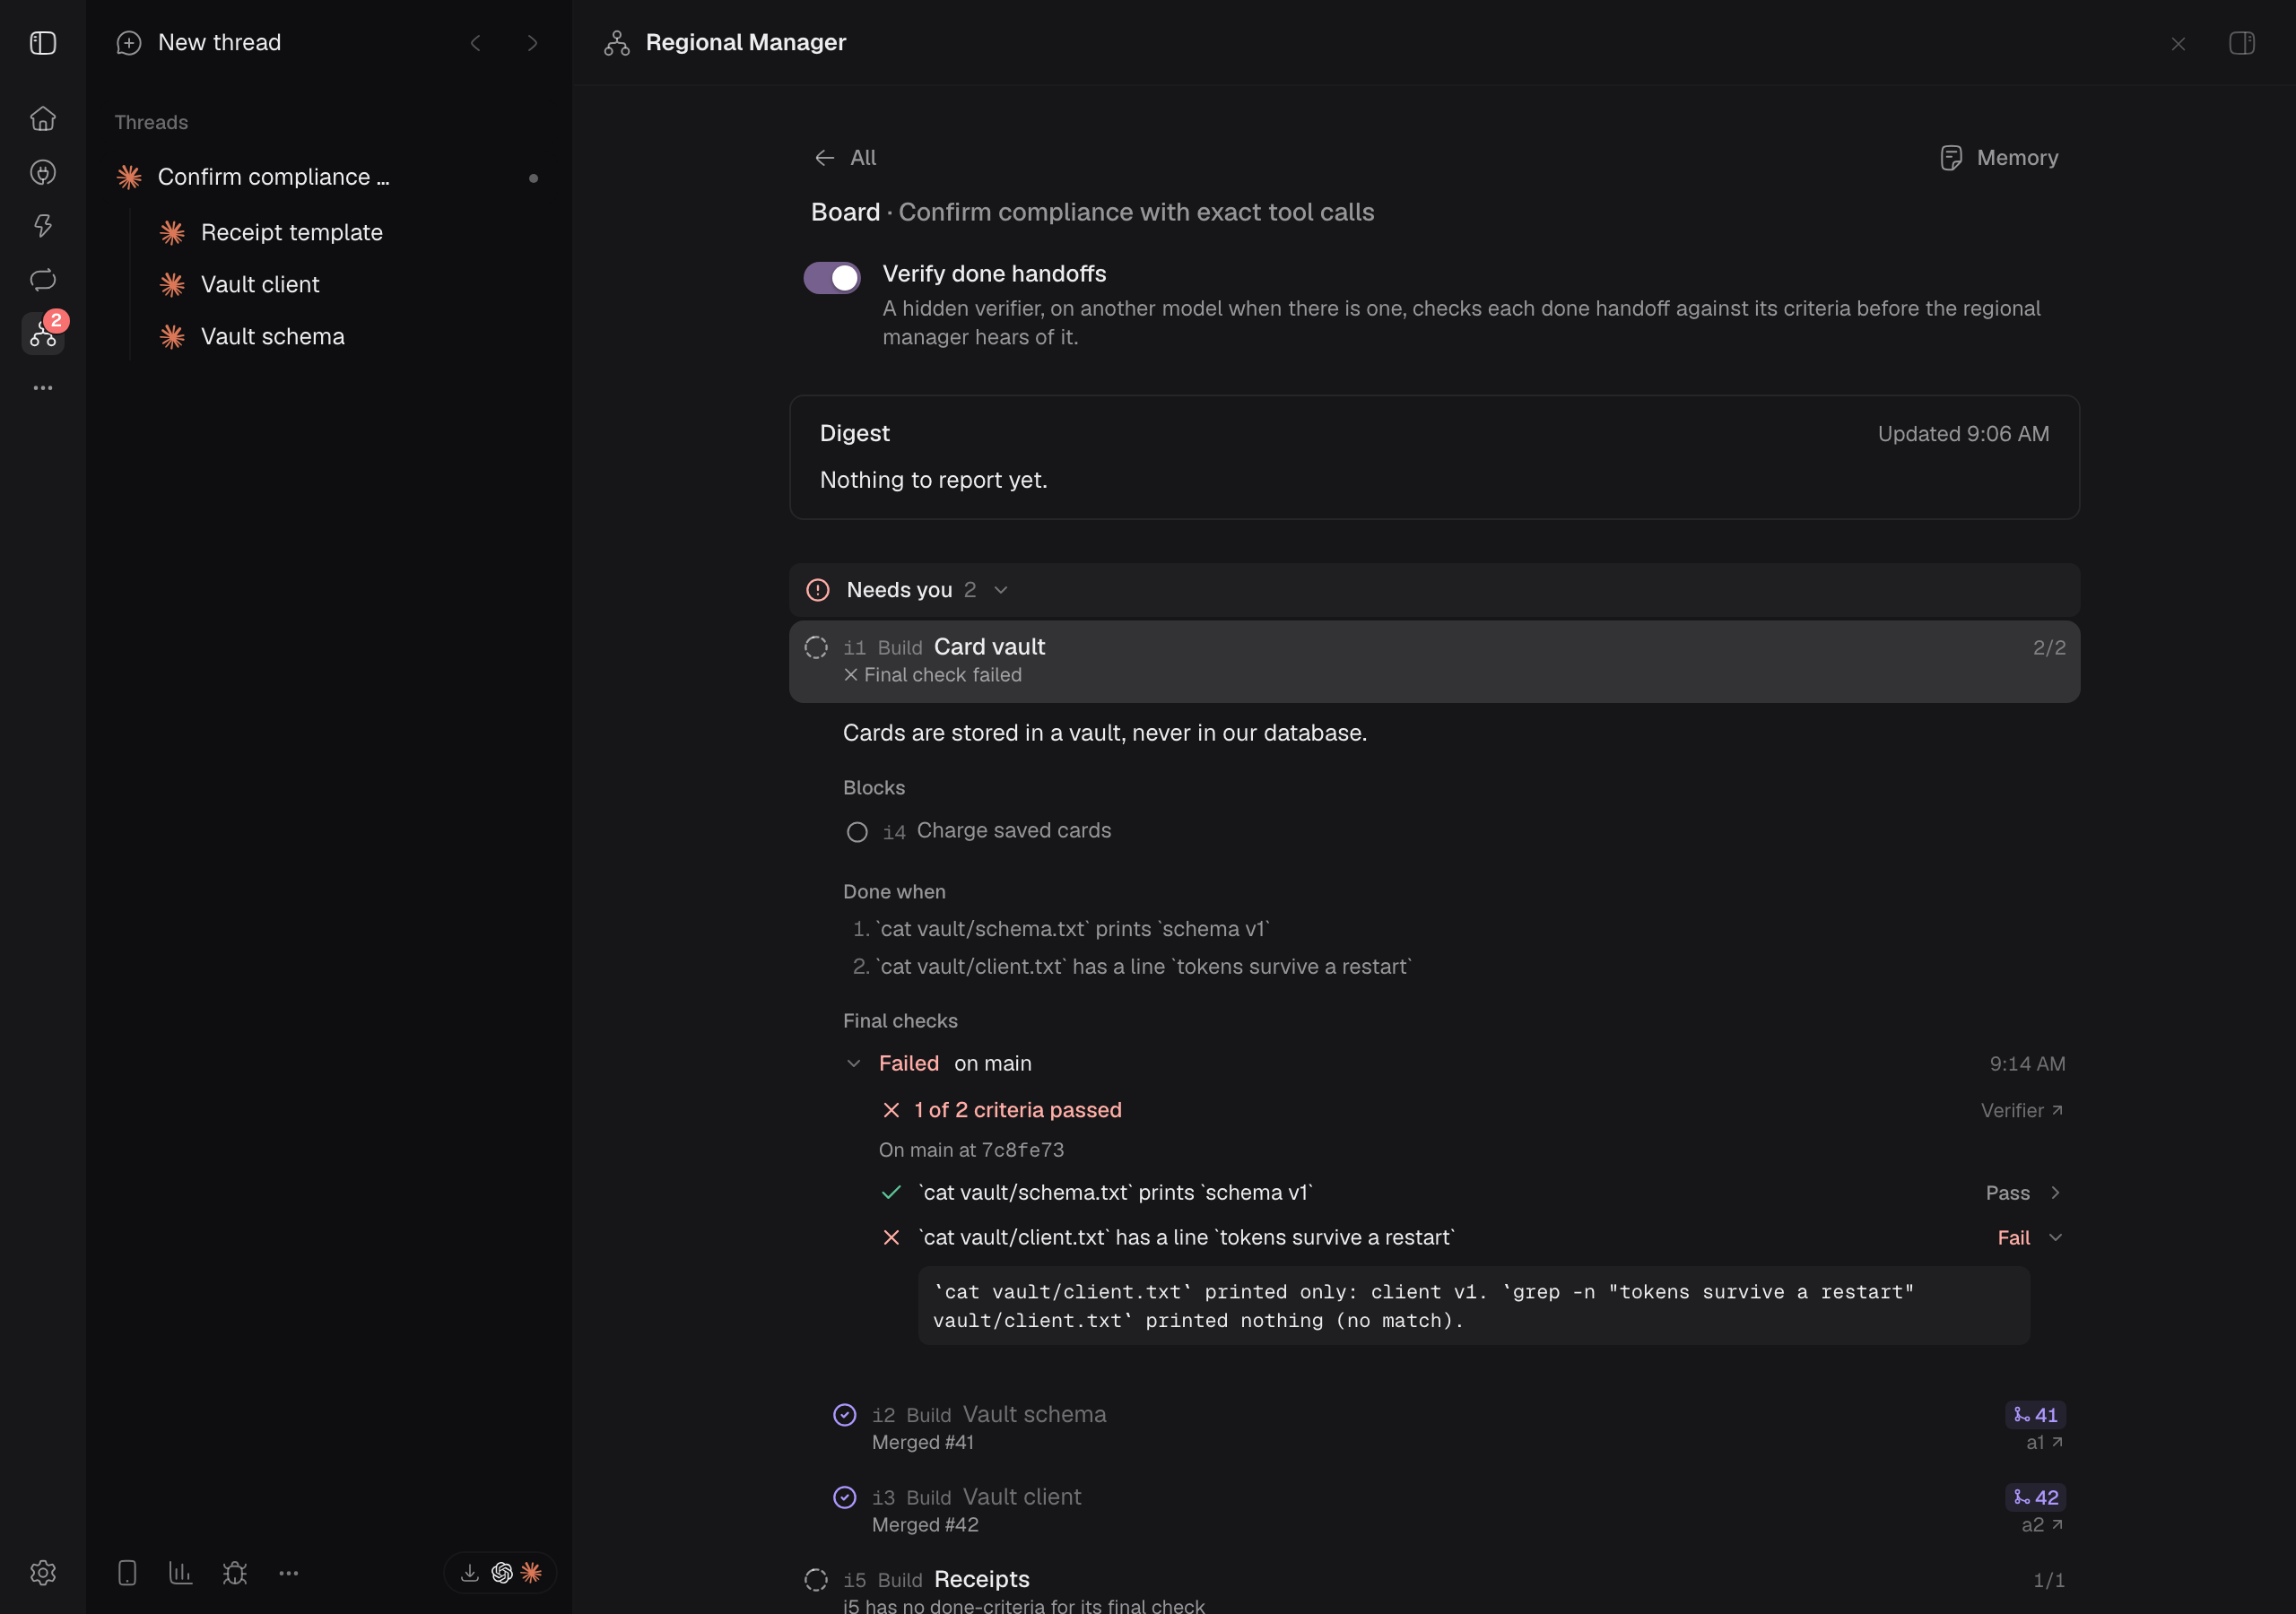 New thread
Regional Manager
Threads
Confirm compliance ...
Receipt template
Vault client
Vault schema
2
All
Memory
Board · Confirm compliance with exact tool calls
Verify done handoffs
A hidden verifier, on another model when there is one, checks each done handoff against its criteria before the regional
manager hears of it.
Digest
Updated 9:06 AM
Nothing to report yet.
Needs you 2
i1 Build Card vault
2/2
Final check failed
Cards are stored in a vault, never in our database.
Blocks
i4 Charge saved cards
Done when
1. `cat vault/schema.txt` prints `schema v1`
2. `cat vault/client.txt` has a line `tokens survive a restart`
Final checks
Failed on main
9:14 AM
1 of 2 criteria passed
Verifier
On main at 7c8fe73
`cat vault/schema.txt` prints `schema v1`
Pass
`cat vault/client.txt` has a line `tokens survive a restart`
Fail
`cat vault/client.txt` printed only: client v1. `grep -n "tokens survive a restart"
vault/client.txt` printed nothing (no match).
i2 Build Vault schema
41
Merged #41
a1
i3 Build Vault client
42
Merged #42
a2
i5 Build Receipts
1/1
i5 has no done-criteria for its final check